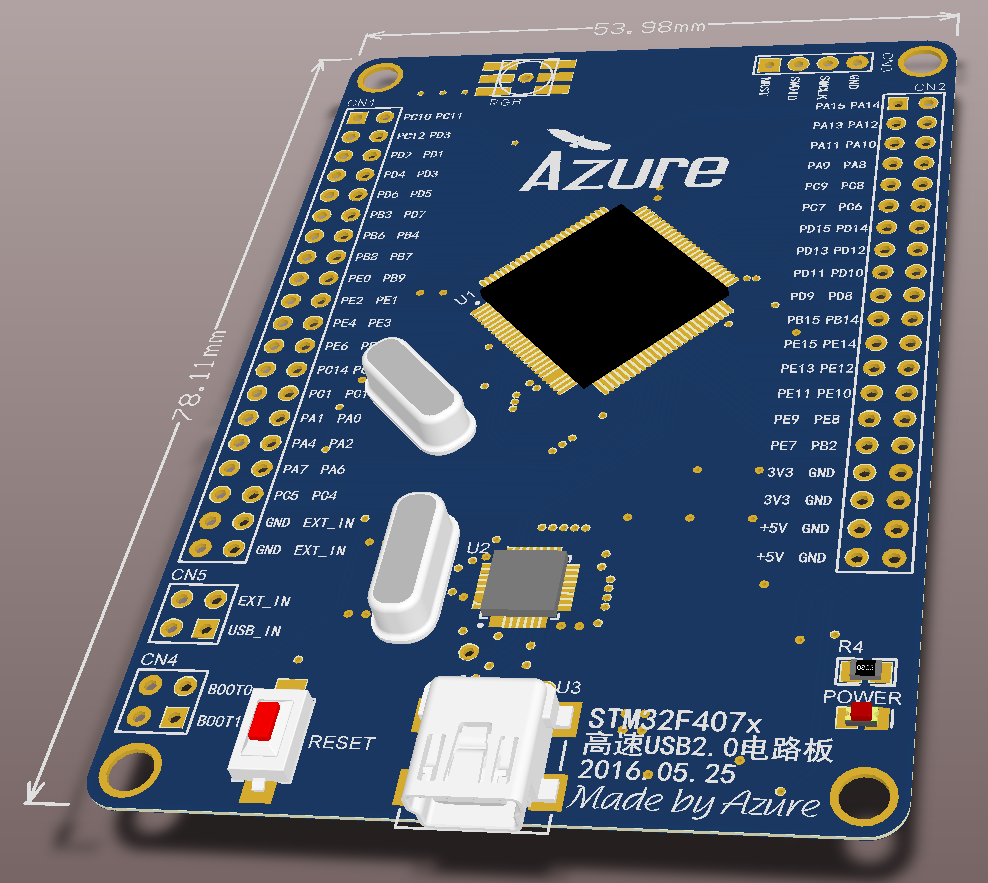 53.98mm
78.11mm
RGB
CN1
PC10 PC11
PC12 PD3
PD2 PD1
PD4 PD3
PD6 PD5
PB3 PD7
PB6 PB4
PB8 PB7
PE0 PB9
PE2 PE1
PE4 PE3
PE6
PC14
PC1
PA1 PA0
PA4 PA2
PA7 PA6
PC5 PC4
GND EXT_IN
GND EXT_IN
SWDIO
SWCLK
GND
CN2
PA15 PA14
PA13 PA12
PA11 PA10
PA9 PA8
PC9 PC8
PC7 PC6
PD15 PD14
PD13 PD12
PD11 PD10
PD9 PD8
PB15 PB14
PE15 PE14
PE13 PE12
PE11 PE10
PE9 PE8
PE7 PB2
3V3 GND
3V3 GND
+5V GND
+5V GND
Azure
U1
U2
CN5
EXT_IN
USB_IN
CN4
BOOT0
BOOT1
RESET
U3
R4
POWER
STM32F407x
高速USB2.0电路板
2016.05.25
Made by Azure